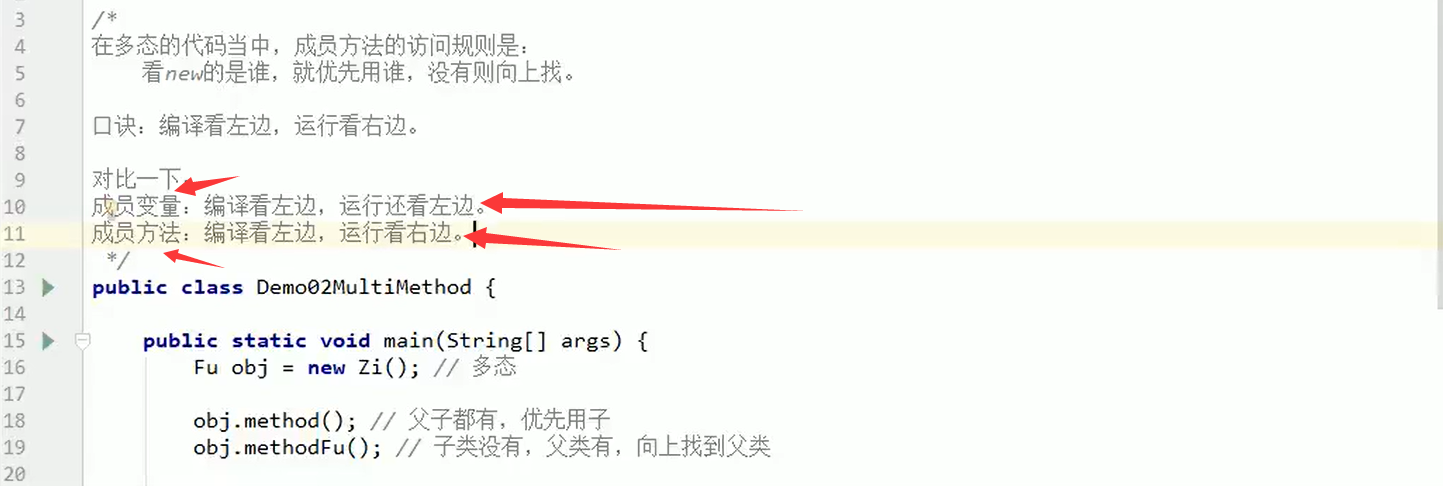 3 /*
4 在多态的代码当中，成员方法的访问规则是：
5 看new的是谁，就优先用谁，没有则向上找。
6
7 口诀：编译看左边，运行看右边。
8
9 对比一下：
10 成员变量：编译看左边，运行还看左边。
11 成员方法：编译看左边，运行看右边。
12 */
13 public class Demo02MultiMethod {
14
15 public static void main(String[] args) {
16 Fu obj = new Zi(); // 多态
17
18 obj.method(); // 父子都有，优先用子
19 obj.methodFu(); // 子类没有，父类有，向上找到父类
20